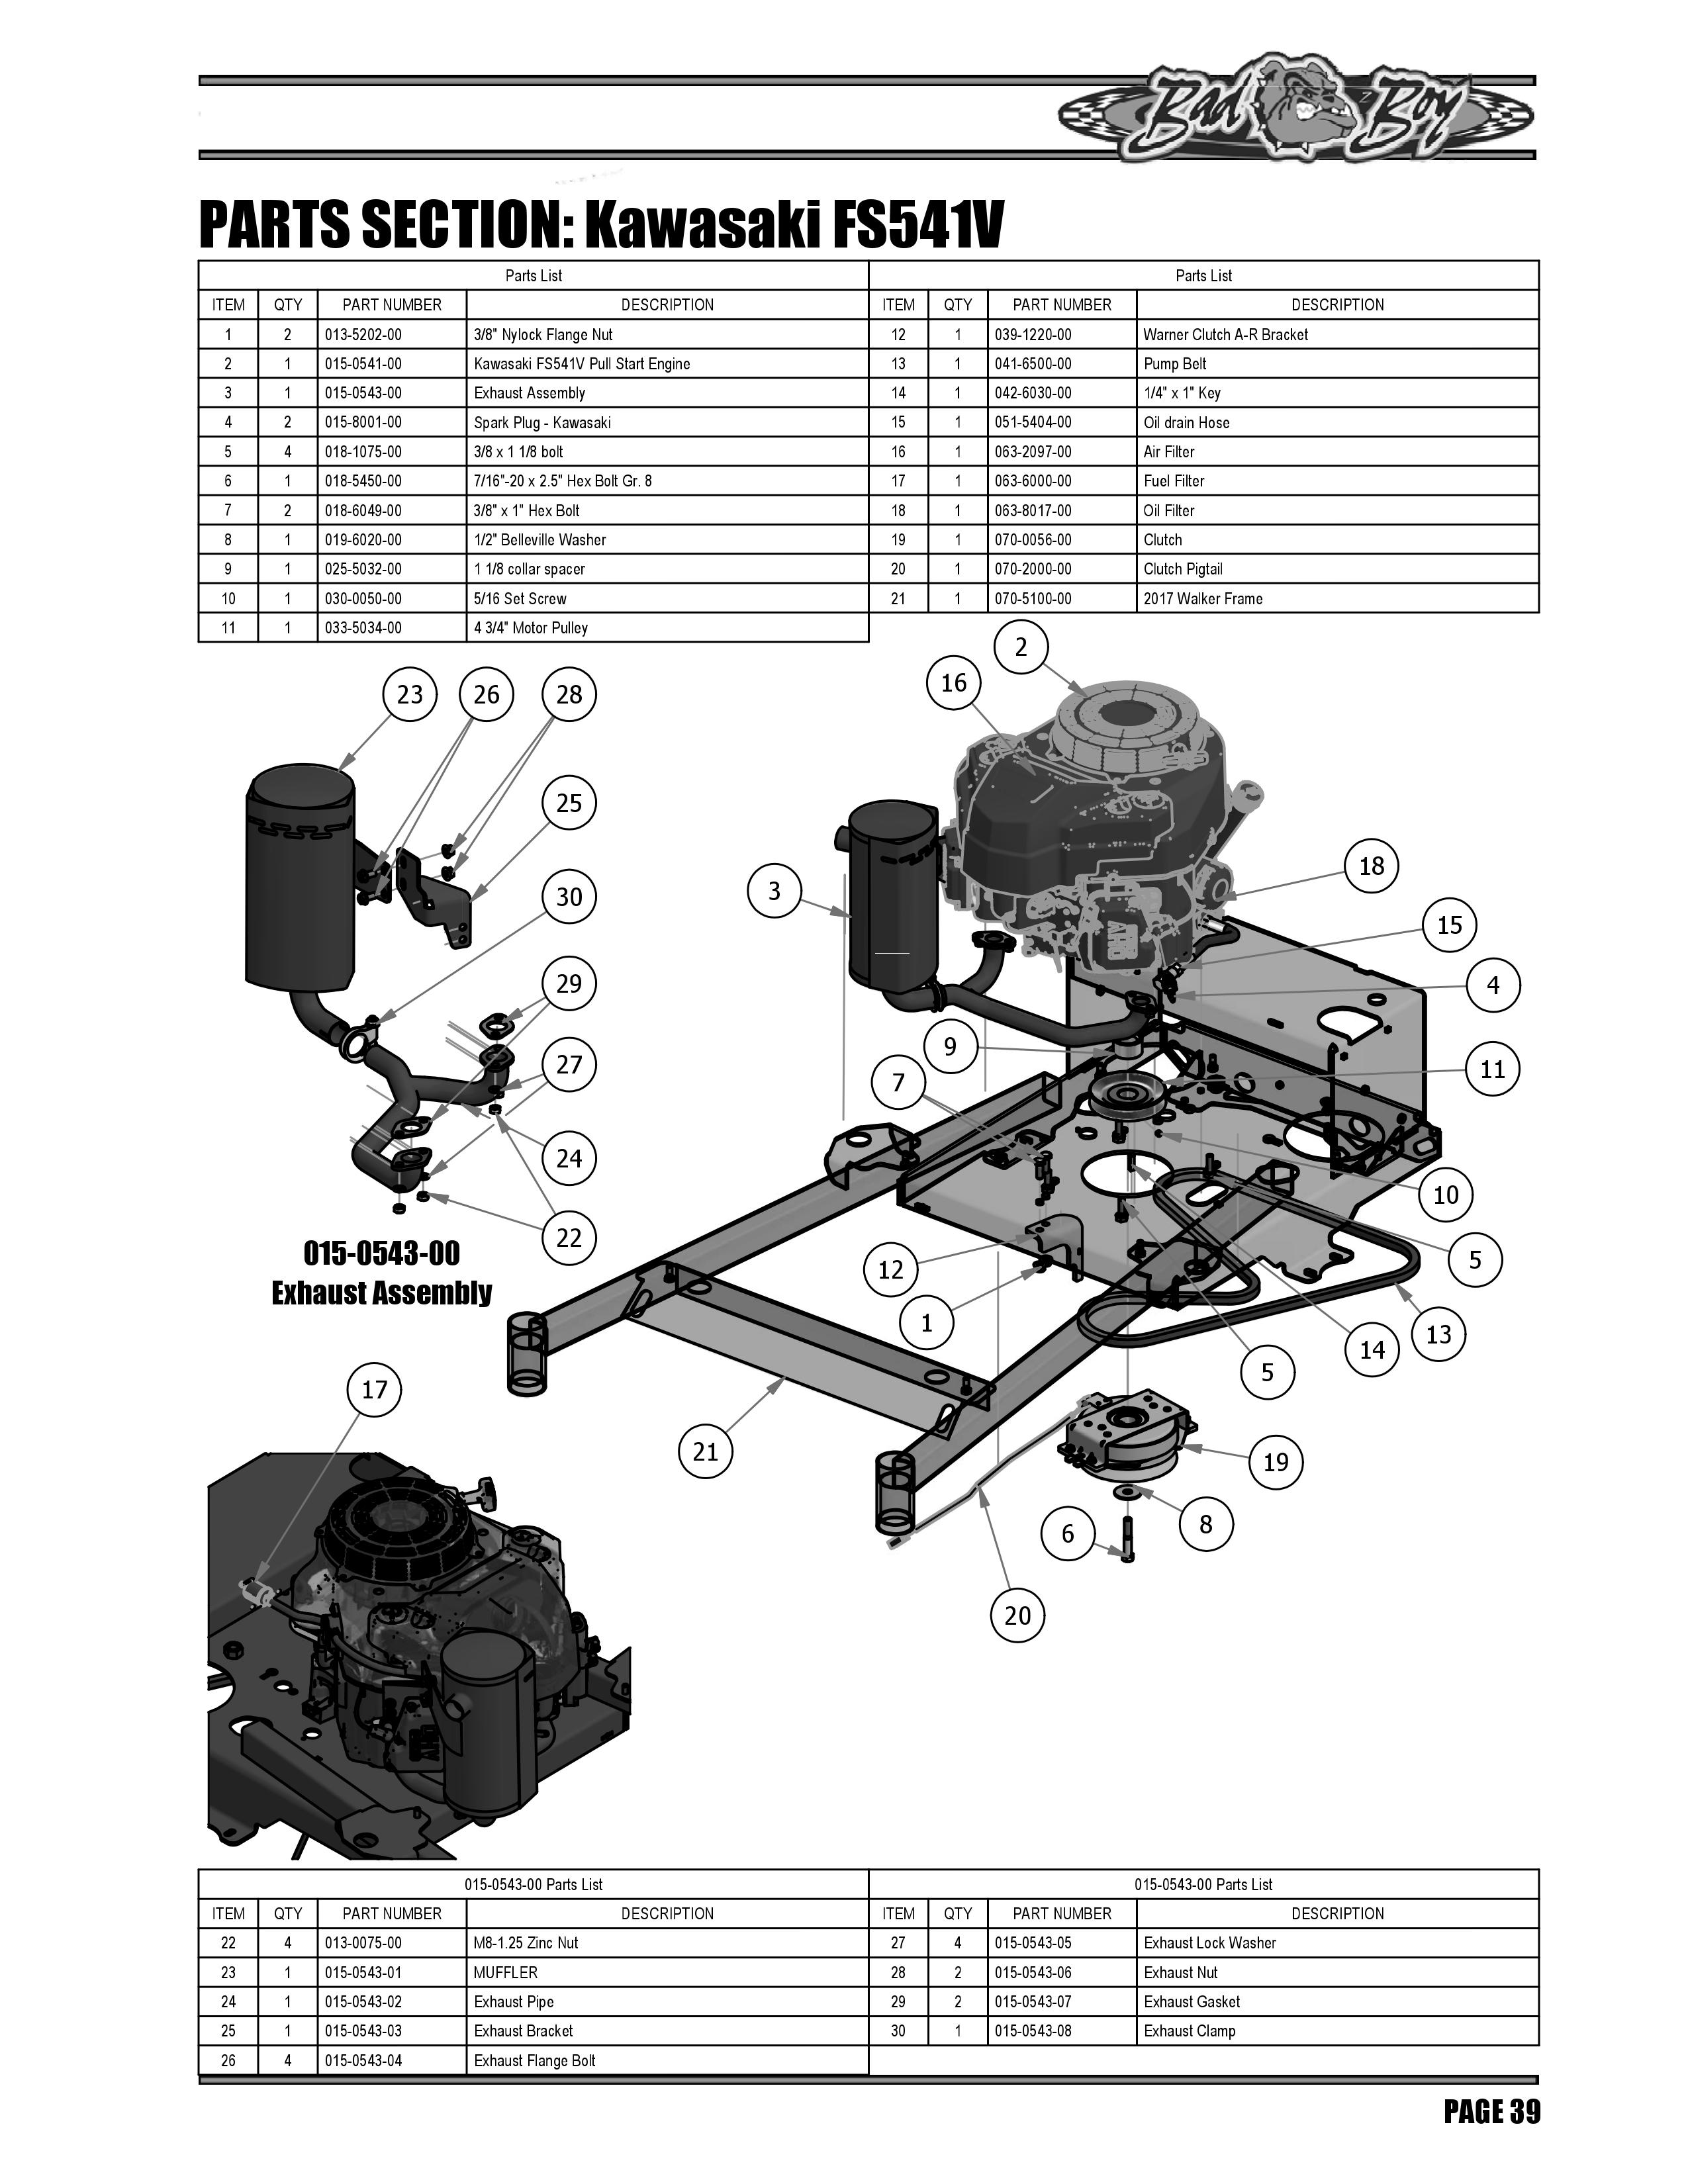 Bad Boy
Z
PARTS SECTION: Kawasaki FS541V
Parts List Parts List
ITEM QTY PART NUMBER DESCRIPTION ITEM QTY PART NUMBER DESCRIPTION
1 2 013-5202-00 3/8" Nylock Flange Nut 12 1 039-1220-00 Warner Clutch A-R Bracket
2 1 015-0541-00 Kawasaki FS541V Pull Start Engine 13 1 041-6500-00 Pump Belt
3 1 015-0543-00 Exhaust Assembly 14 1 042-6030-00 1/4" x 1" Key
4 2 015-8001-00 Spark Plug - Kawasaki 15 1 051-5404-00 Oil drain Hose
5 4 018-1075-00 3/8 x 1 1/8 bolt 16 1 063-2097-00 Air Filter
6 1 018-5450-00 7/16"-20 x 2.5" Hex Bolt Gr. 8 17 1 063-6000-00 Fuel Filter
7 2 018-6049-00 3/8" x 1" Hex Bolt 18 1 063-8017-00 Oil Filter
8 1 019-6020-00 1/2" Belleville Washer 19 1 070-0056-00 Clutch
9 1 025-5032-00 1 1/8 collar spacer 20 1 070-2000-00 Clutch Pigtail
10 1 030-0050-00 5/16 Set Screw 21 1 070-5100-00 2017 Walker Frame
11 1 033-5034-00 4 3/4" Motor Pulley
2
16
23 26 28
25
18
3
30
15
29
4
9
27
11
7
24
10
22
5
12
015-0543-00
Exhaust Assembly
1
13
14
5
17
21
19
8
6
20
015-0543-00 Parts List 015-0543-00 Parts List
ITEM QTY PART NUMBER DESCRIPTION ITEM QTY PART NUMBER DESCRIPTION
22 4 013-0075-00 M8-1.25 Zinc Nut 27 4 015-0543-05 Exhaust Lock Washer
23 1 015-0543-01 MUFFLER 28 2 015-0543-06 Exhaust Nut
24 1 015-0543-02 Exhaust Pipe 29 2 015-0543-07 Exhaust Gasket
25 1 015-0543-03 Exhaust Bracket 30 1 015-0543-08 Exhaust Clamp
26 4 015-0543-04 Exhaust Flange Bolt
PAGE 39